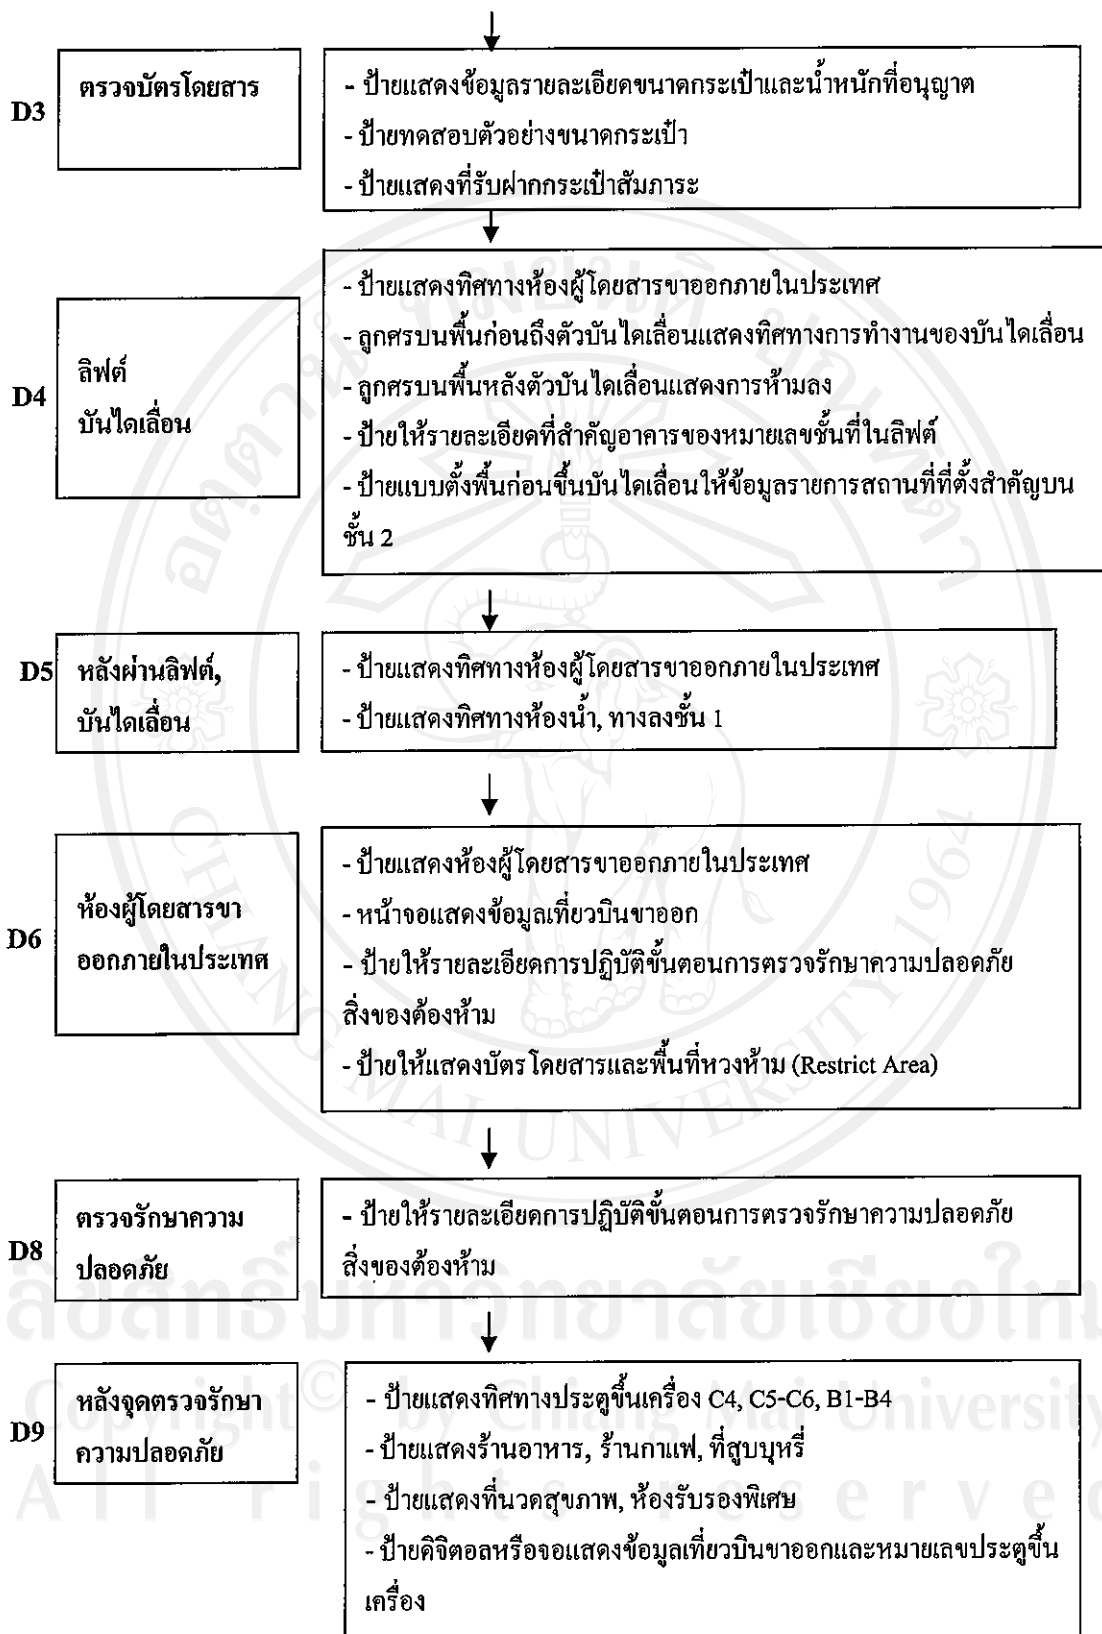 D3
ตรวจบัตรโดยสาร
- ป้ายแสดงข้อมูลรายละเอียดขนาดกระเป๋าและน้ำหนักที่อนุญาต
- ป้ายทดสอบตัวอย่างขนาดกระเป๋า
- ป้ายแสดงที่รับฝากกระเป๋าสัมภาระ
D4
ลิฟต์
บันไดเลื่อน
- ป้ายแสดงทิศทางห้องผู้โดยสารขาออกภายในประเทศ
- ลูกศรบนพื้นก่อนถึงตัวบันไดเลื่อนแสดงทิศทางการทำงานของบันไดเลื่อน
- ลูกศรบนพื้นหลังตัวบันไดเลื่อนแสดงการห้ามลง
- ป้ายให้รายละเอียดที่สำคัญอาคารของหมายเลขชั้นที่ในลิฟต์
- ป้ายแบบตั้งพื้นก่อนขึ้นบันไดเลื่อนให้ข้อมูลรายการสถานที่ที่ตั้งสำคัญบน
ชั้น 2
D5
หลังผ่านลิฟต์,
บันไดเลื่อน
- ป้ายแสดงทิศทางห้องผู้โดยสารขาออกภายในประเทศ
- ป้ายแสดงทิศทางห้องน้ำ, ทางลงชั้น 1
D6
ห้องผู้โดยสารขา
ออกภายในประเทศ
- ป้ายแสดงห้องผู้โดยสารขาออกภายในประเทศ
- หน้าจอแสดงข้อมูลเที่ยวบินขาออก
- ป้ายให้รายละเอียดการปฏิบัติขั้นตอนการตรวจรักษาความปลอดภัย
สิ่งของต้องห้าม
- ป้ายให้แสดงบัตรโดยสารและพื้นที่หวงห้าม (Restrict Area)
D8
ตรวจรักษาความ
ปลอดภัย
- ป้ายให้รายละเอียดการปฏิบัติขั้นตอนการตรวจรักษาความปลอดภัย
สิ่งของต้องห้าม
D9
หลังจุดตรวจรักษา
ความปลอดภัย
- ป้ายแสดงทิศทางประตูขึ้นเครื่อง C4, C5-C6, B1-B4
- ป้ายแสดงร้านอาหาร, ร้านกาแฟ, ที่สูบบุหรี่
- ป้ายแสดงที่นวดสุขภาพ, ห้องรับรองพิเศษ
- ป้ายดิจิตอลหรือจอแสดงข้อมูลเที่ยวบินขาออกและหมายเลขประตูขึ้น
เครื่อง
CHIANG MAI UNIVERSITY 1964
ลิขสิทธิ์มหาวิทยาลัยเชียงใหม่
Copyright© by Chiang Mai University
All rights reserved